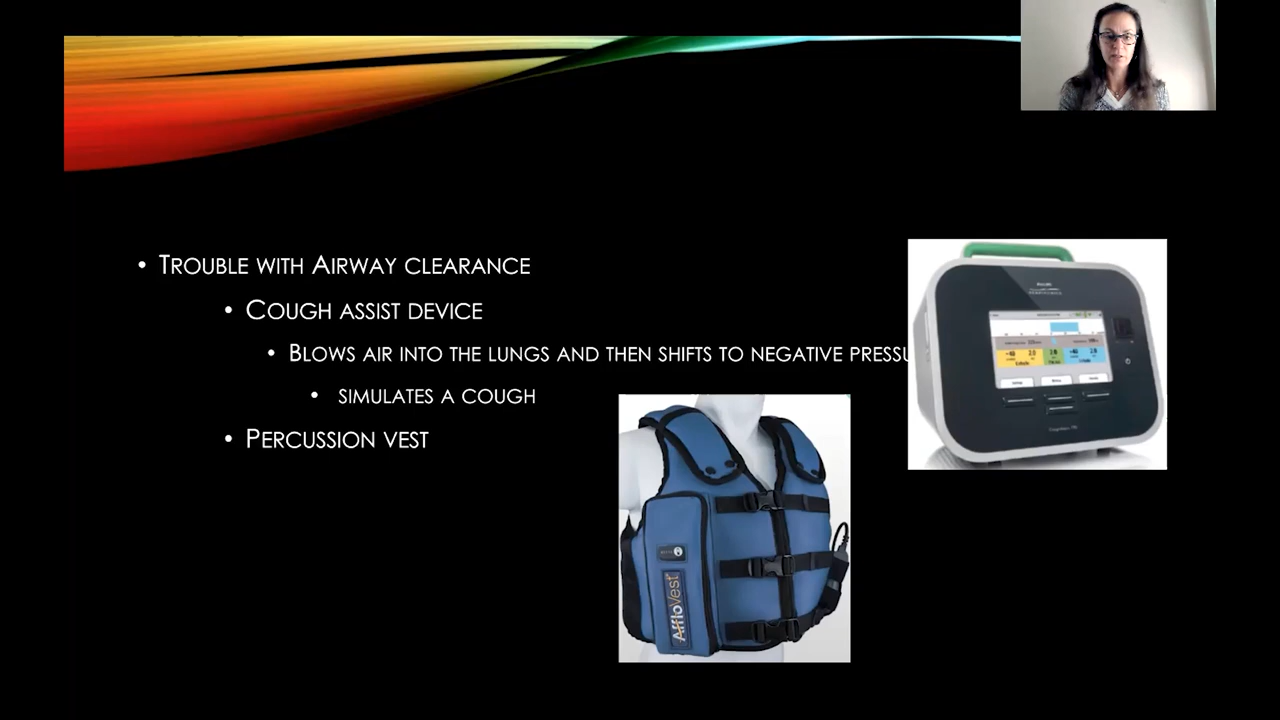 • Trouble with Airway clearance
• Cough assist device
• Blows air into the lungs and then shifts to negative pressu
• simulates a cough
• Percussion vest
AffloVest